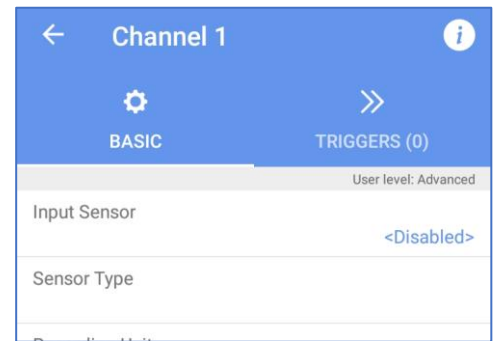 Channel 1
i
BASIC
TRIGGERS (0)
User level: Advanced
Input Sensor
<Disabled>
Sensor Type